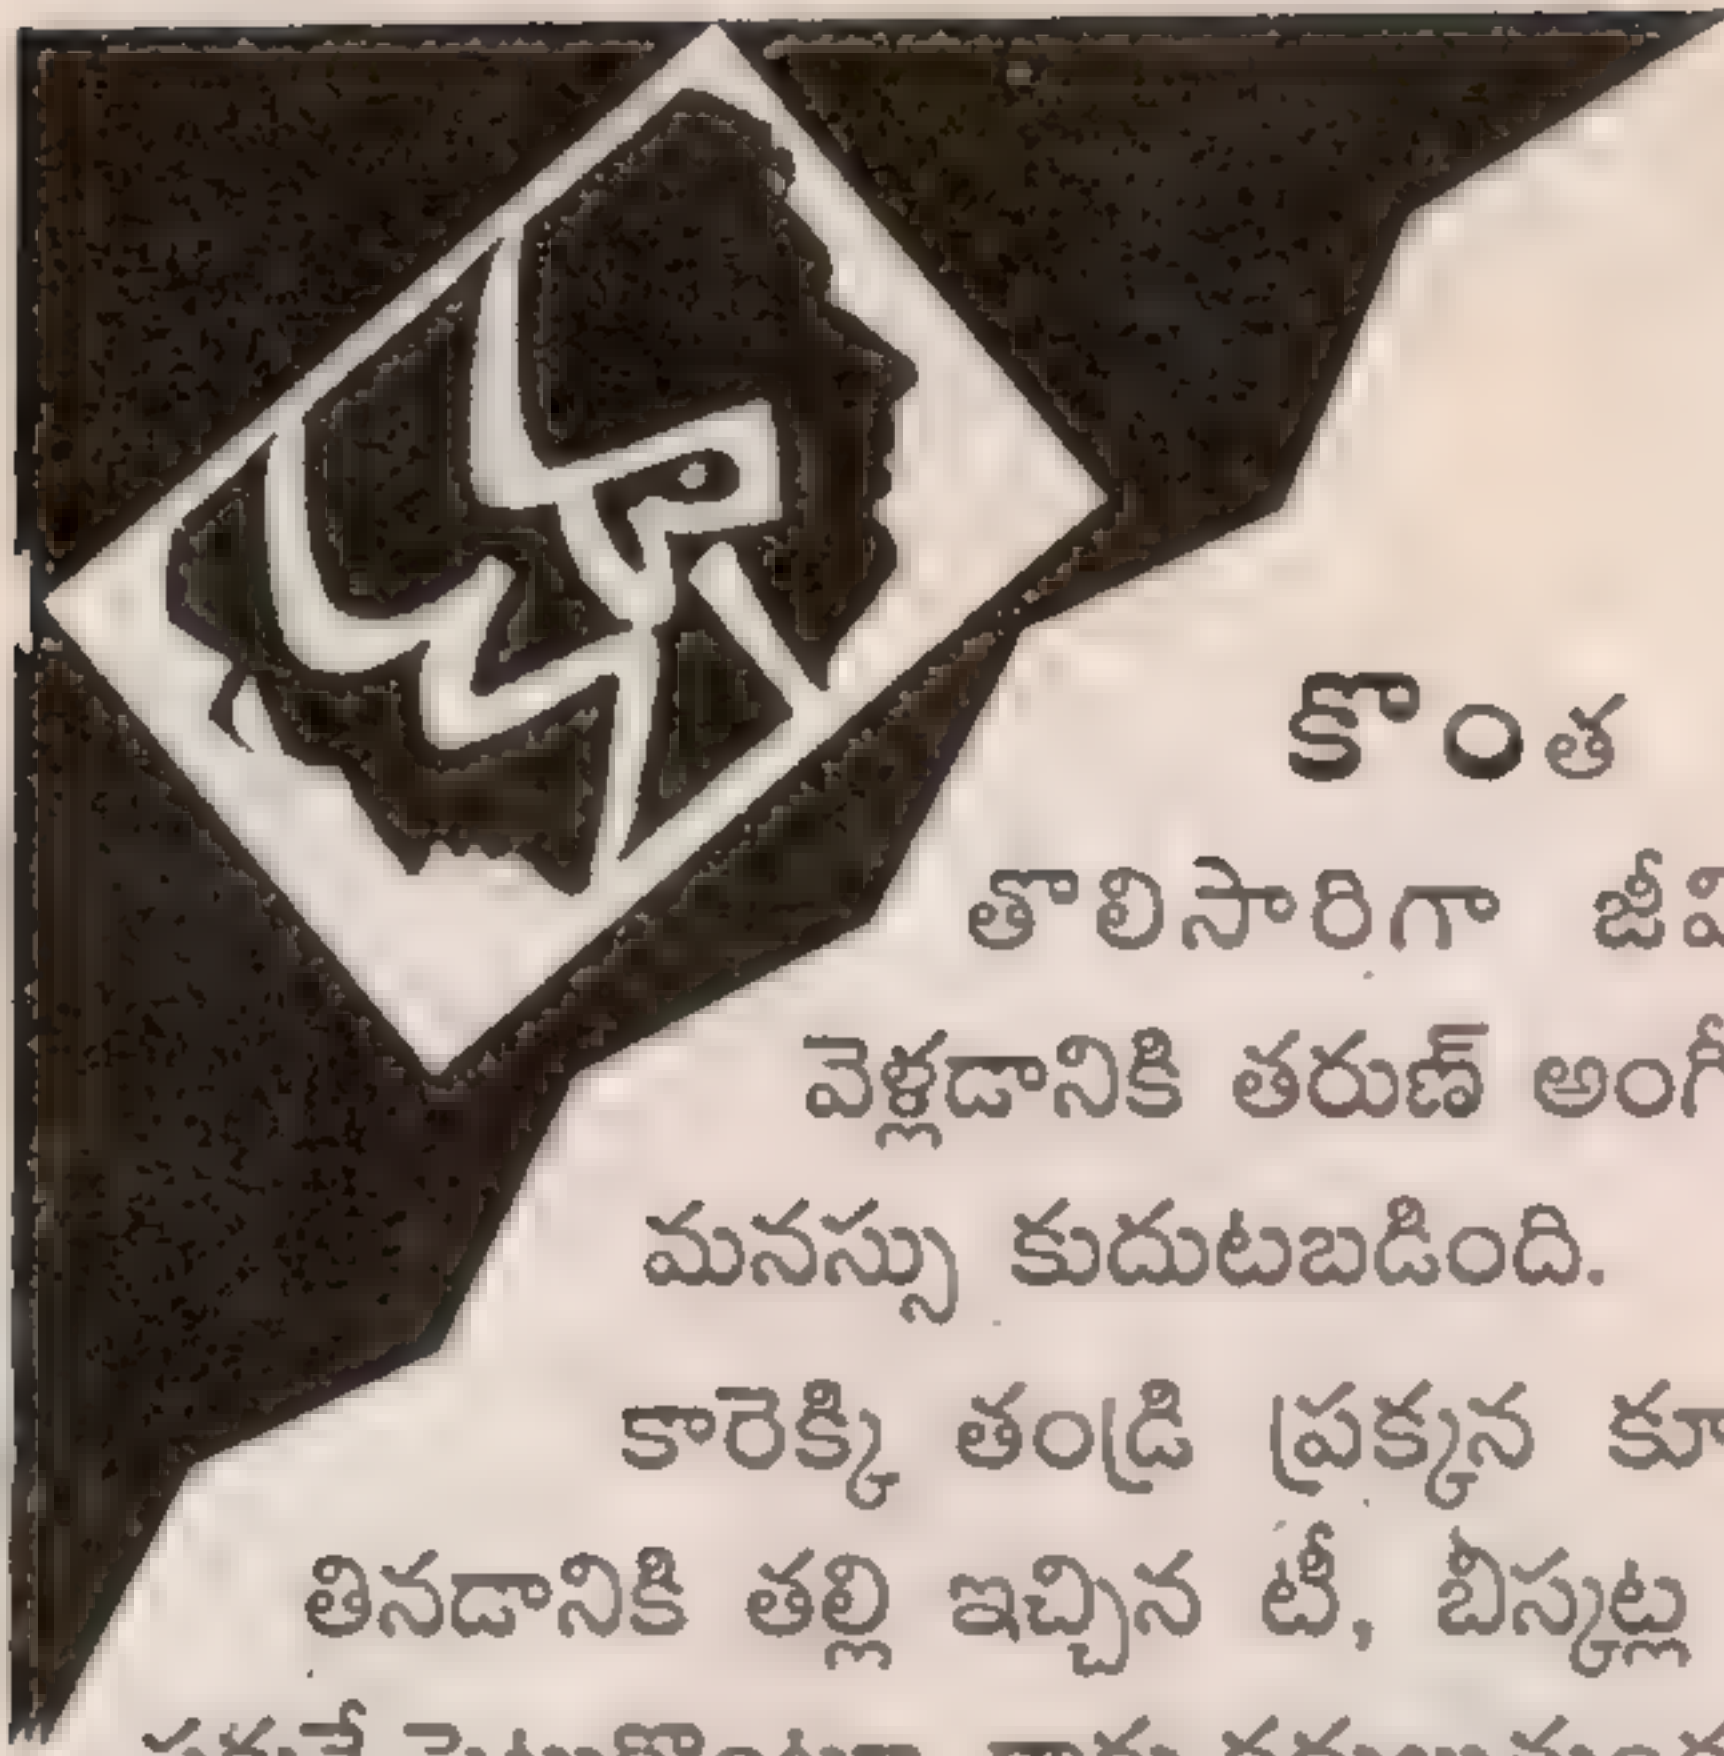 కొంత
తొలిసారిగా
వెళ్లడానికి తరుణ్
మనస్సు కుదుటబడింది.
కారెక్కి తండ్రి ప్రక్కన
తినడానికి తల్లి ఇచ్చిన టీ, బిస్కట్ల